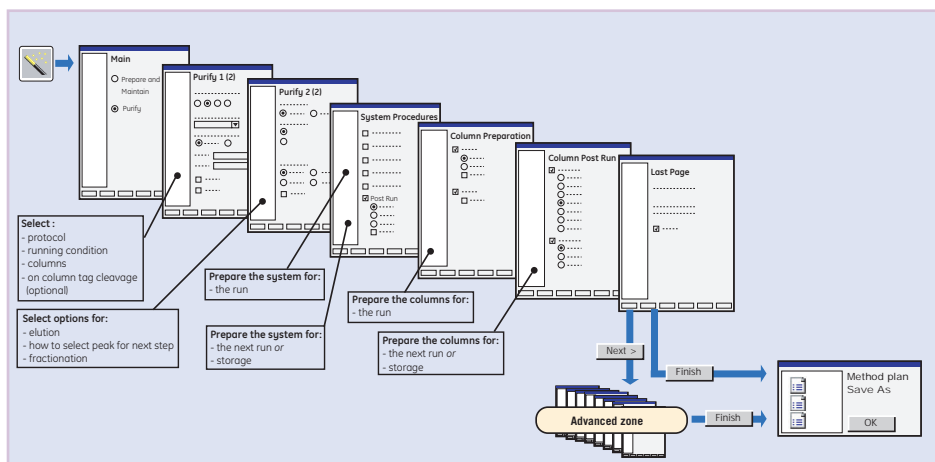 Main
Prepare and
Maintain
Purify
Purify 1 (2)
Purify 2 (2)
System Procedures
Post Run
Column Preparation
Column Post Run
Last Page
Select :
- protocol
- running condition
- columns
- on column tag cleavage
(optional)
Select options for:
- elution
- how to select peak for next step
- fractionation
Prepare the system for:
- the run
Prepare the system for:
- the next run or
- storage
Prepare the columns for:
- the run
Prepare the columns for:
- the next run or
- storage
Next >
Finish
Advanced zone
Finish
Method plan
Save As
OK